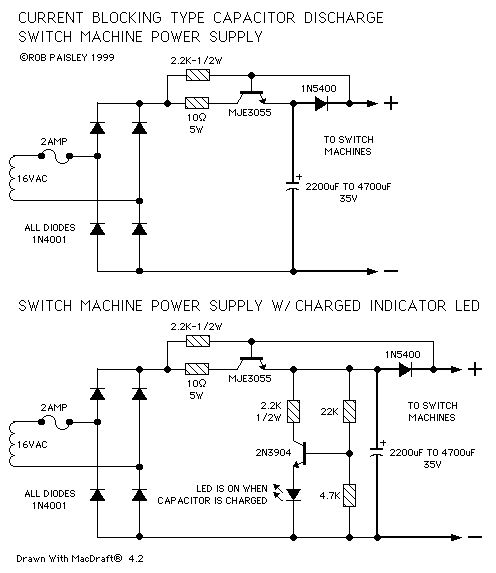 CURRENT BLOCKING TYPE CAPACITOR DISCHARGE
SWITCH MACHINE POWER SUPPLY
©ROB PAISLEY 1999
2.2K-1/2W
1N5400
+
10Ω
5W
MJE3055
2AMP
TO SWITCH
MACHINES
16VAC
+
2200uF TO 4700uF
35V
ALL DIODES
1N4001
−
SWITCH MACHINE POWER SUPPLY W/ CHARGED INDICATOR LED
2.2K-1/2W
1N5400
+
10Ω
5W
MJE3055
2AMP
2.2K
1/2W
22K
TO SWITCH
MACHINES
16VAC
2N3904
+
2200uF TO 4700uF
35V
LED IS ON WHEN
CAPACITOR IS CHARGED
4.7K
ALL DIODES
1N4001
−
Drawn With MacDraft® 4.2